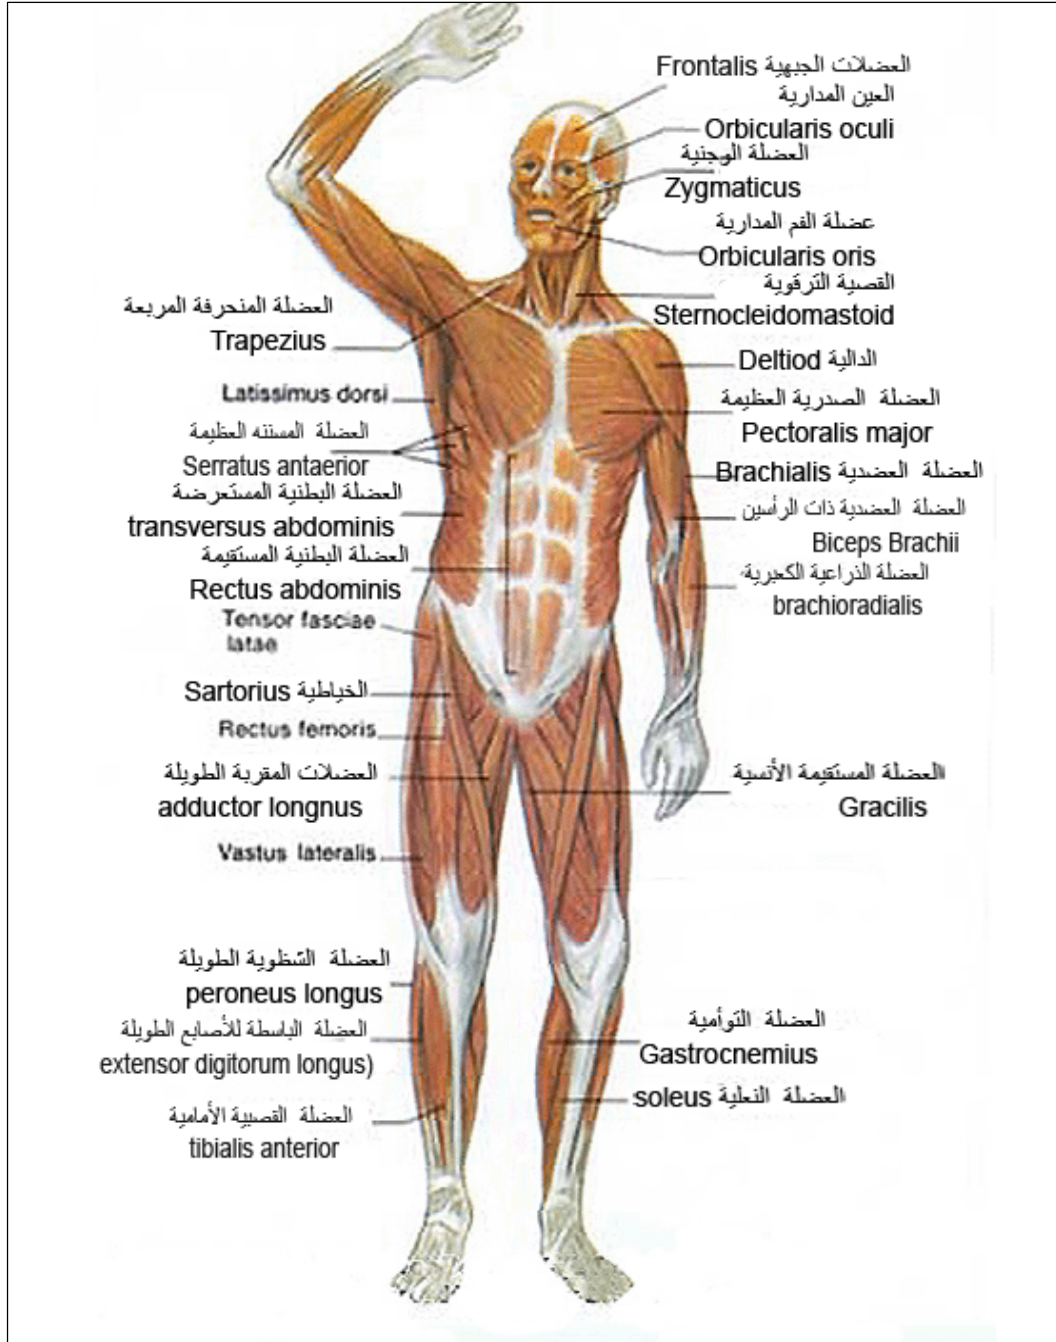 Frontalis العضلات الجبهية
العين المدارية
Orbicularis oculi
العضلة الوجنية
Zygmaticus
عضلة الفم المدارية
Orbicularis oris
القصية الترقوية
Sternocleidomastoid
Deltiod الدالية
العضلة الصدرية العظيمة
Pectoralis major
Brachialis العضلة العضدية
العضلة العضدية ذات الرأسين
Biceps Brachii
العضلة الذراعية الكعبرية
brachioradialis
العضلة المستقيمة الأنسية
Gracilis
العضلة التوأمية
Gastrocnemius
soleus العضلة النعلية
العضلة المنحرفة المربعة
Trapezius
Latissimus dorsi
العضلة المسننه العظيمة
Serratus antaerior
العضلة البطنية المستعرضة
transversus abdominis
العضلة البطنية المستقيمة
Rectus abdominis
Tensor fasciae
latae
Sartorius الخياطية
Rectus femoris
العضلات المقربة الطويلة
adductor longnus
Vastus lateralis
العضلة الشظوية الطويلة
peroneus longus
العضلة الباسطة للأصابع الطويلة
extensor digitorum longus)
العضلة القصبية الأمامية
tibialis anterior